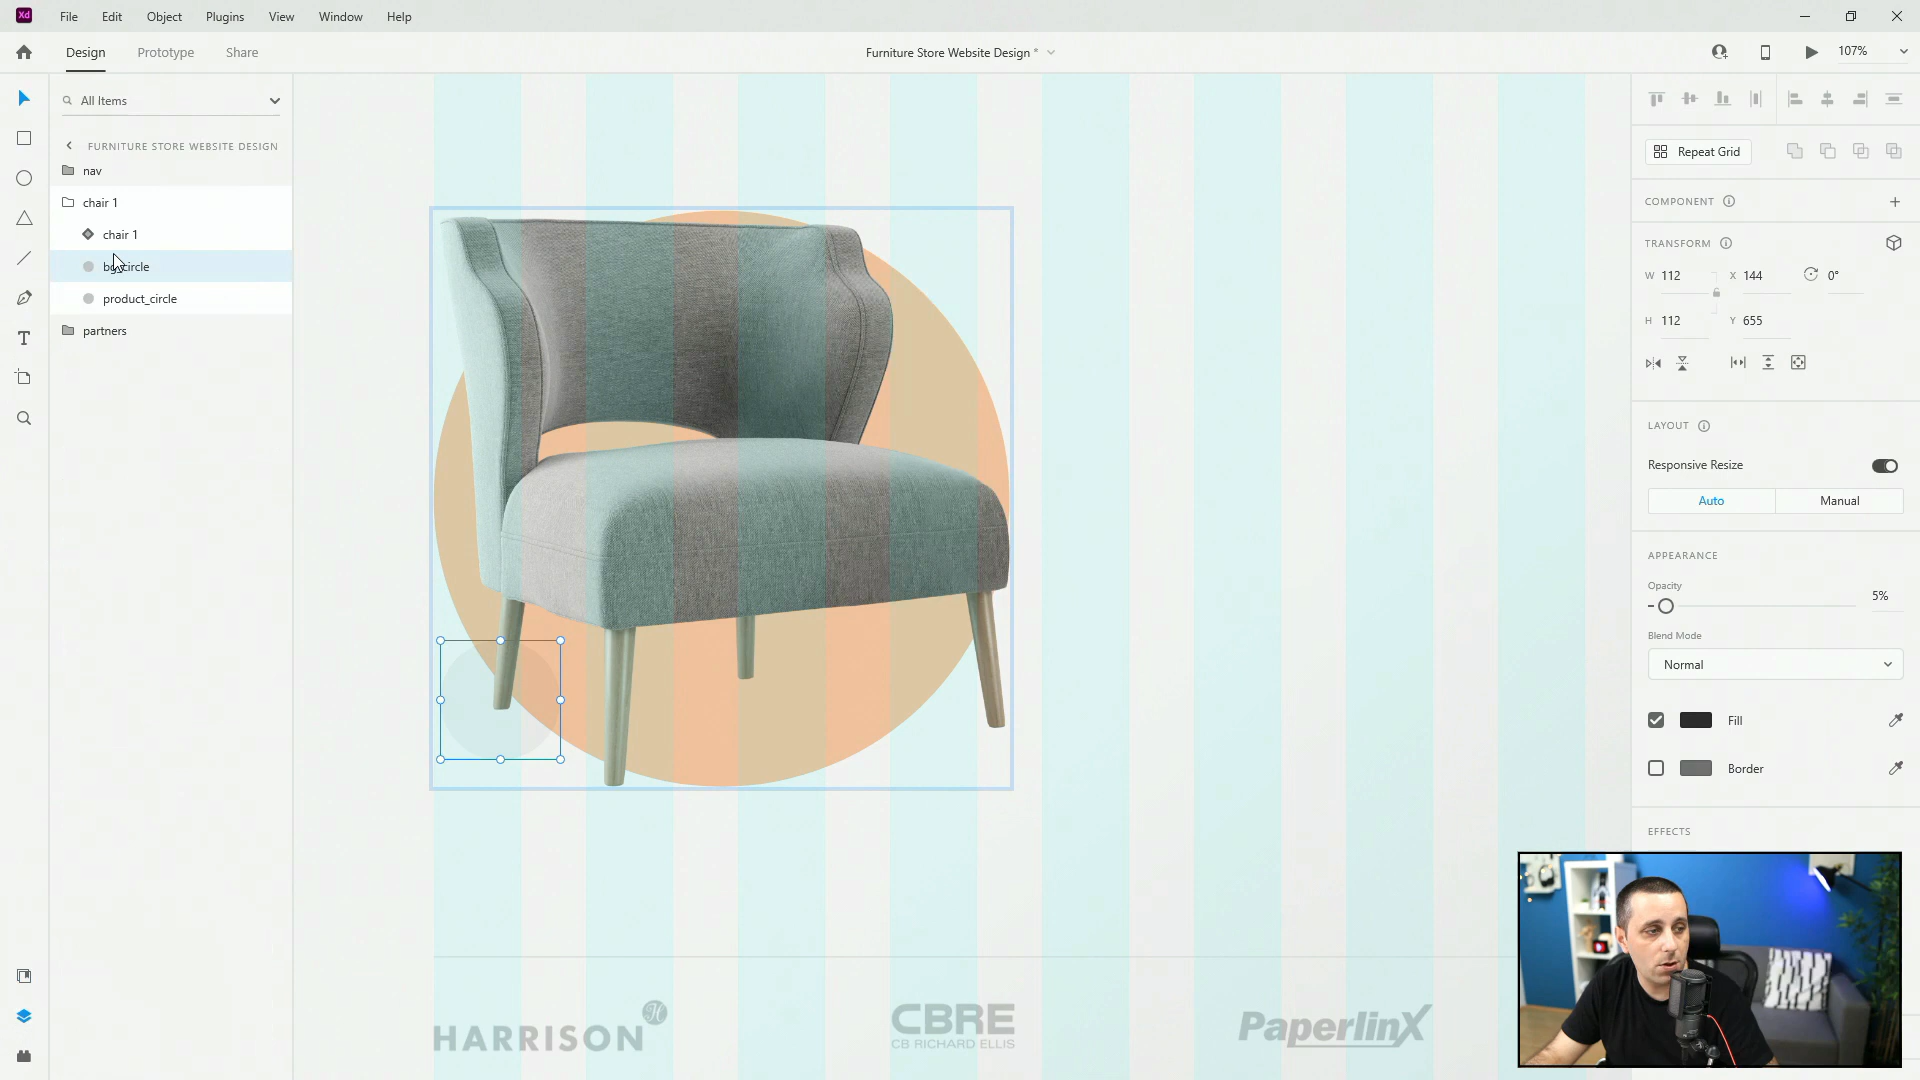 Xd File Edit Object Plugins View Window Help
Design Prototype Share Furniture Store Website Design * 107%
All Items
FURNITURE STORE WEBSITE DESIGN
nav
chair 1
chair 1
product_circle
partners
Repeat Grid
COMPONENT
TRANSFORM
W 112 X 144 0°
H 112 Y 655
LAYOUT
Responsive Resize
Auto Manual
APPEARANCE
Opacity
5%
Blend Mode
Normal
Fill
Border
EFFECTS
HARRISON H
CBRE
CB RICHARD ELLIS
PaperlinX